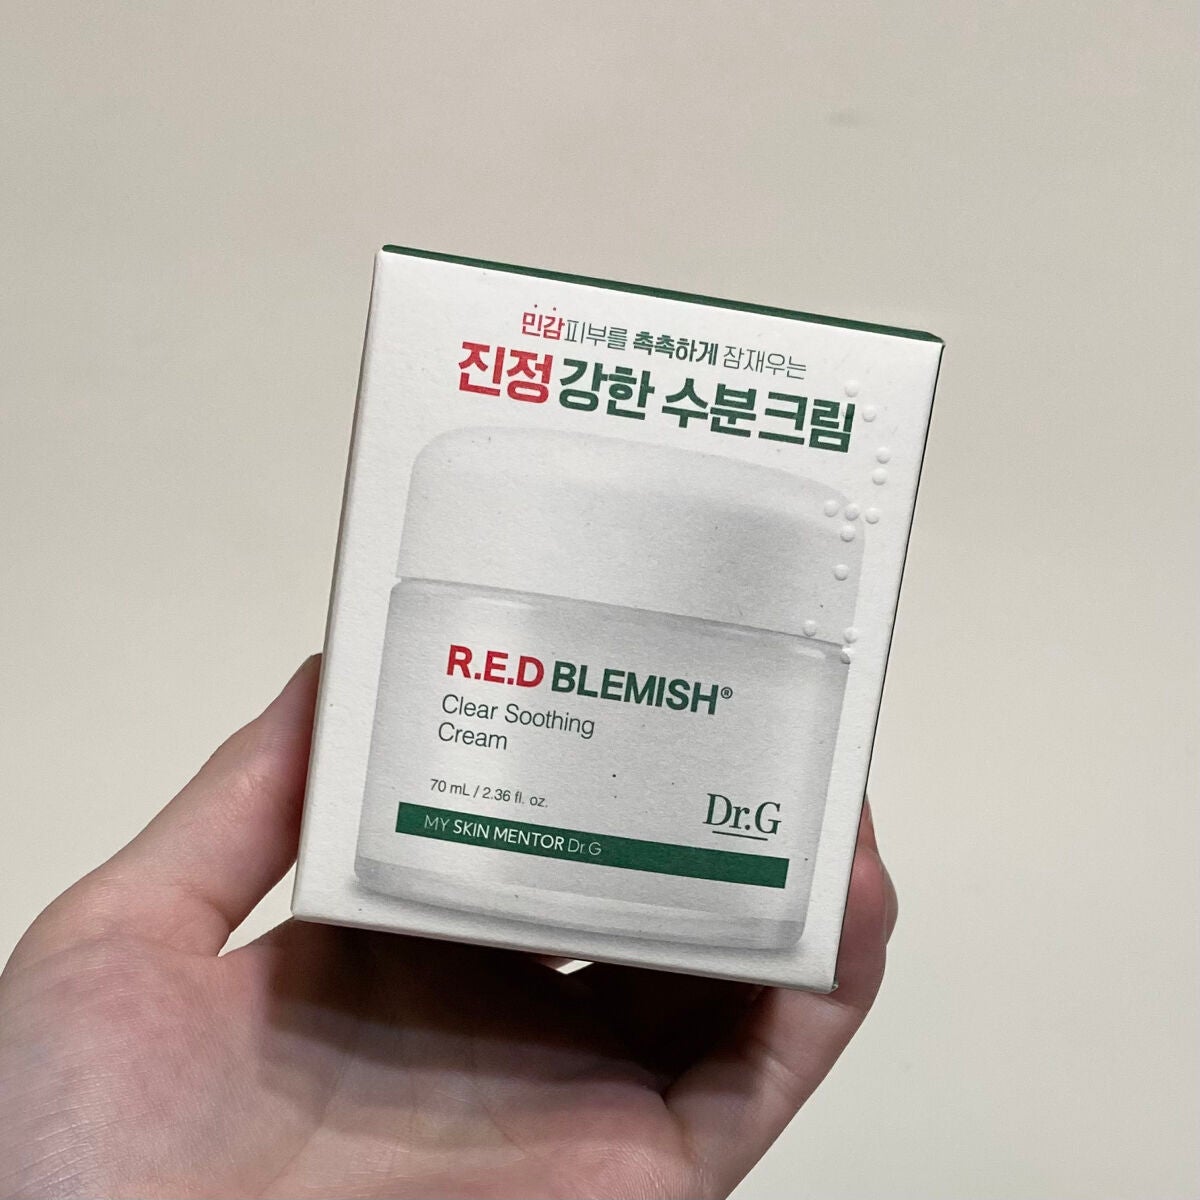 민감피부를 촉촉하게 잠재우는
진정 강한 수분크림
R.E.D BLEMISH®
Clear Soothing
Cream
70 mL / 2.36 fl. oz.
Dr.G
MY SKIN MENTOR Dr.G